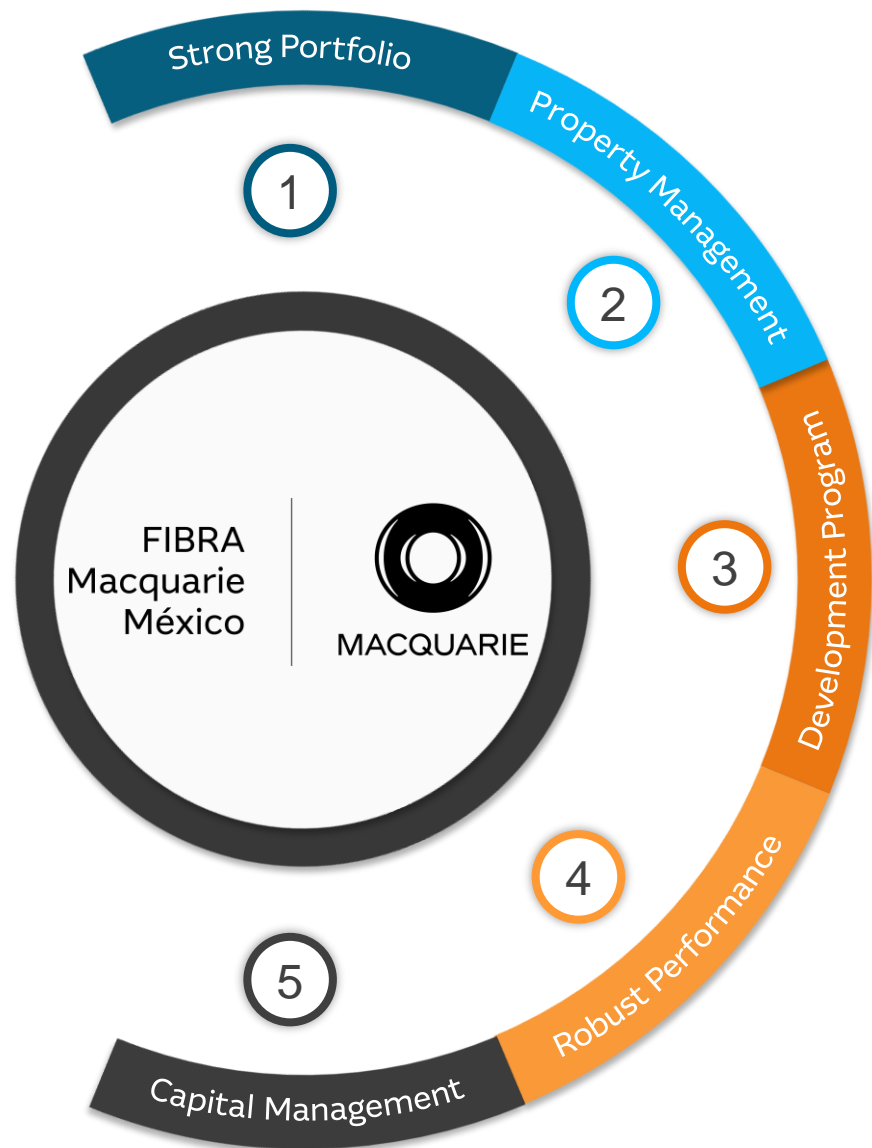 Strong Portfolio
1
Property Management
2
Development Program
3
FIBRA
Macquarie
México
MACQUARIE
Robust Performance
4
Capital Management
5